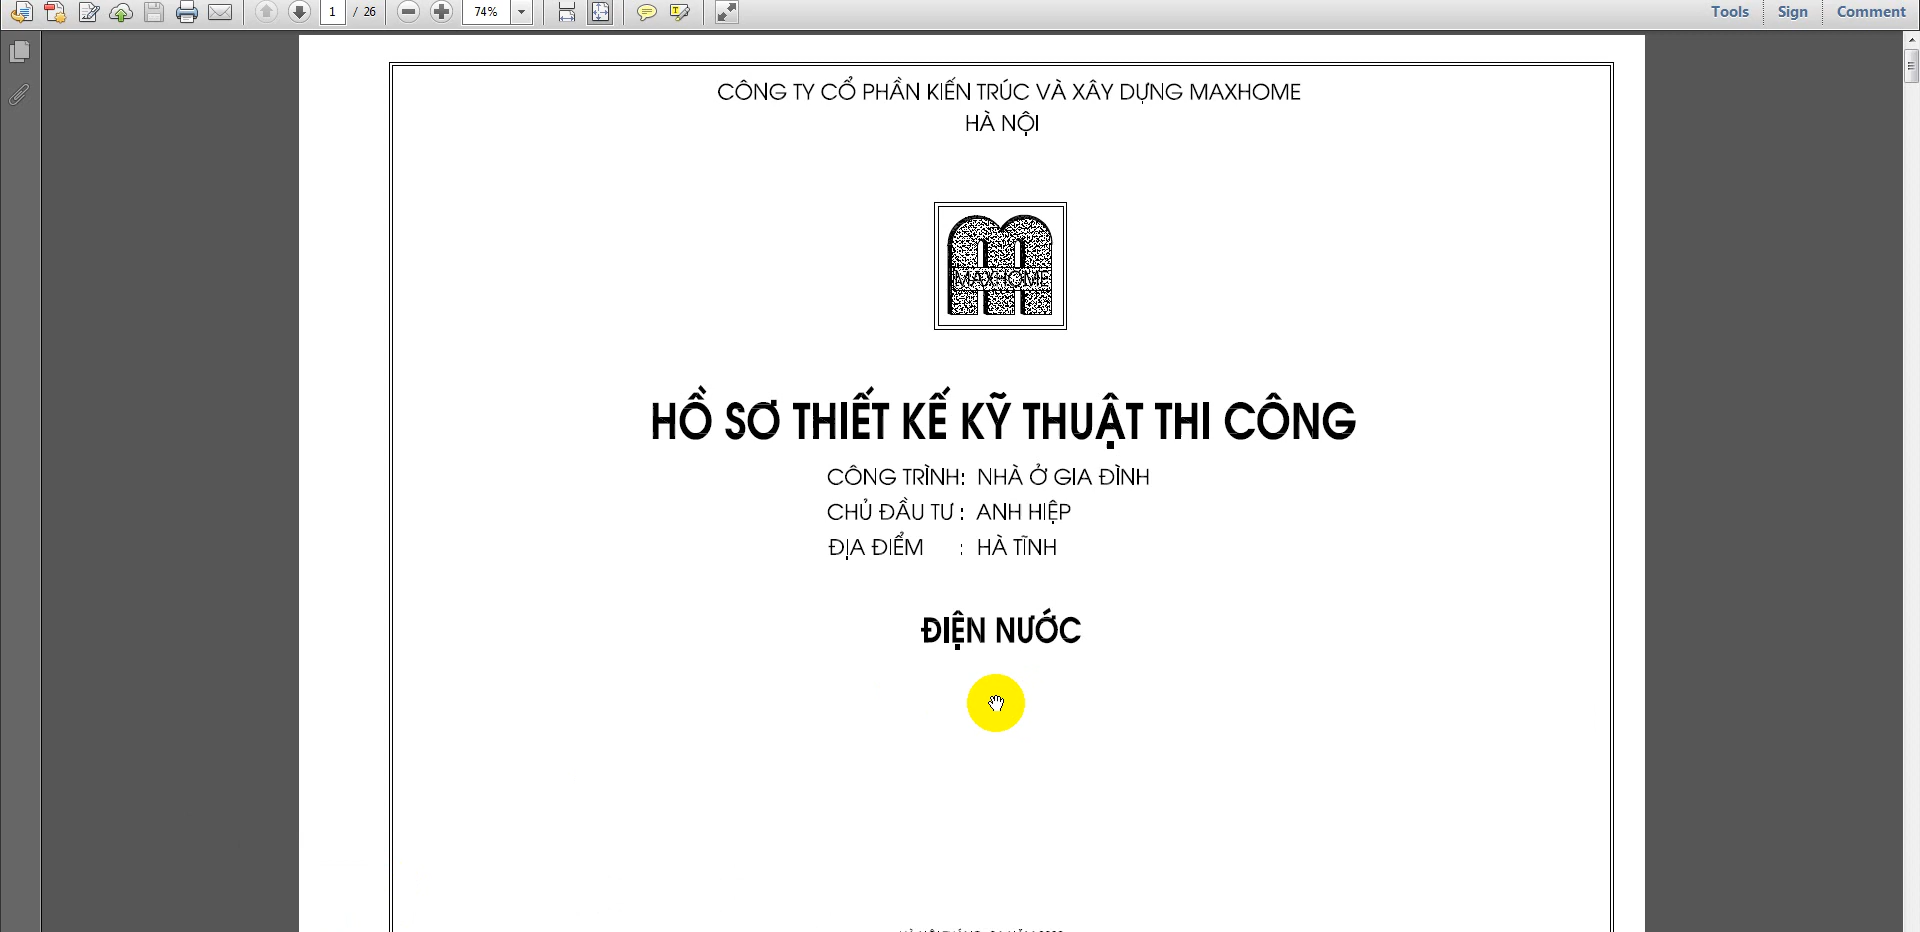 1 / 26 74% Tools Sign Comment
CÔNG TY CỔ PHẦN KIẾN TRÚC VÀ XÂY DỰNG MAXHOME
HÀ NỘI
MAXHOME
HỒ SƠ THIẾT KẾ KỸ THUẬT THI CÔNG
CÔNG TRÌNH: NHÀ Ở GIA ĐÌNH
CHỦ ĐẦU TƯ : ANH HIỆP
ĐỊA ĐIỂM : HÀ TĨNH
ĐIỆN NƯỚC